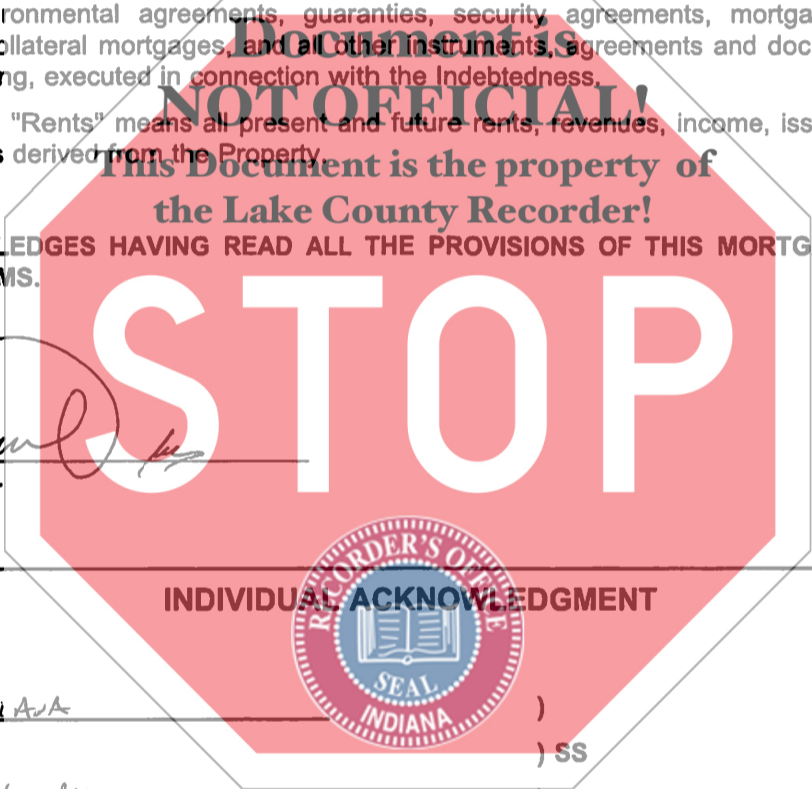 ronmental agreements, guaranties, security agreements, mortga
ollateral mortgages, and all other instruments, agreements and doc
ng, executed in connection with the Indebtedness.
"Rents" means all present and future rents, revenues, income, iss
s derived from the Property.
Document is
NOT OFFICIAL!
This Document is the property of
the Lake County Recorder!
LEDGES HAVING READ ALL THE PROVISIONS OF THIS MORTG
MS.
STOP
RECORDER'S OFFICE
SEAL
INDIANA
INDIVIDUAL ACKNOWLEDGMENT
)
) SS